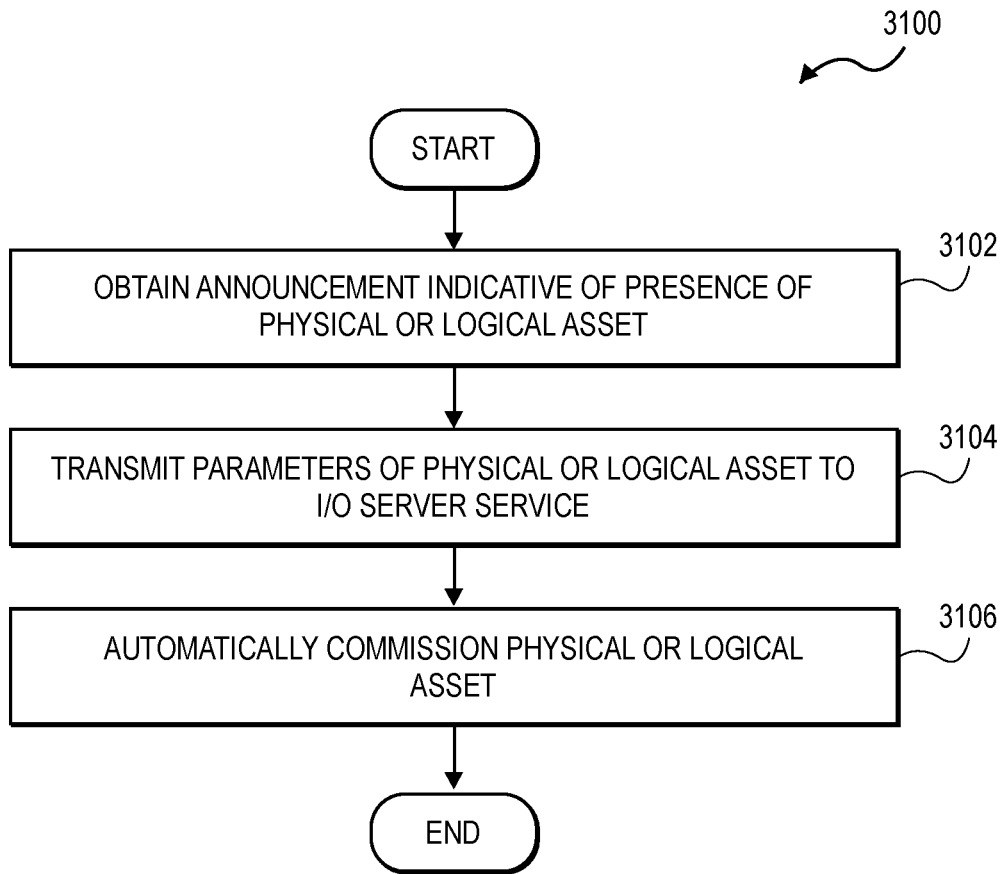 3100
START
OBTAIN ANNOUNCEMENT INDICATIVE OF PRESENCE OF
PHYSICAL OR LOGICAL ASSET
3102
TRANSMIT PARAMETERS OF PHYSICAL OR LOGICAL ASSET TO
I/O SERVER SERVICE
3104
AUTOMATICALLY COMMISSION PHYSICAL OR LOGICAL
ASSET
3106
END